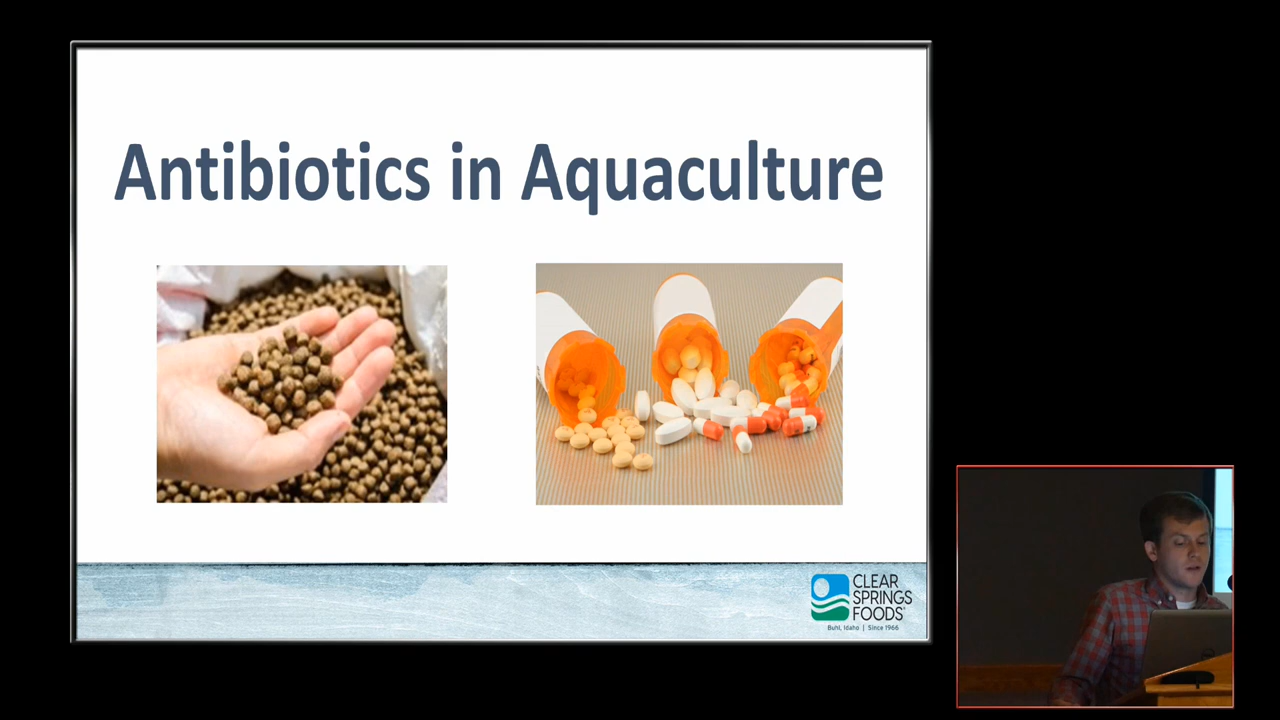 Antibiotics in Aquaculture
CLEAR
SPRINGS
FOODS®
Buhl, Idaho | Since 1966